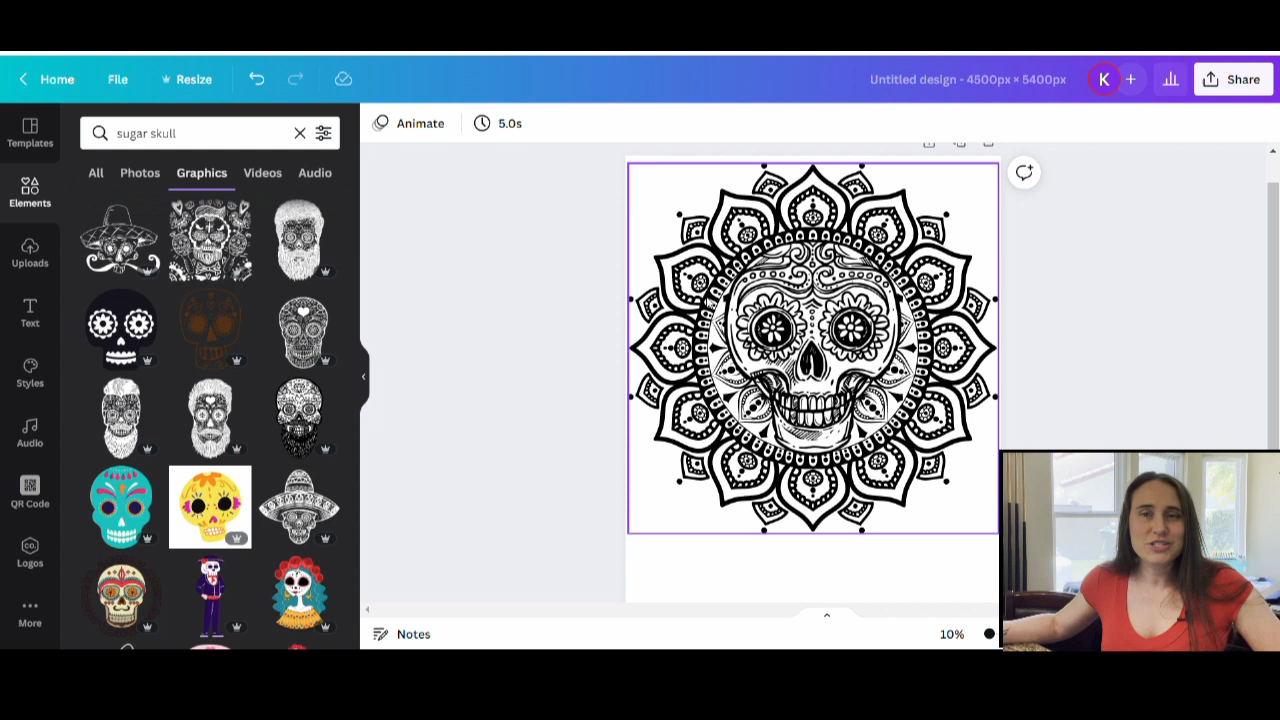 Home File Resize Untitled design - 4500px × 5400px K + Share
Templates
Elements
Uploads
Text
Styles
Audio
QR Code
CO.
Logos
More
sugar skull
All Photos Graphics Videos Audio
Animate 5.0s
Notes 10%